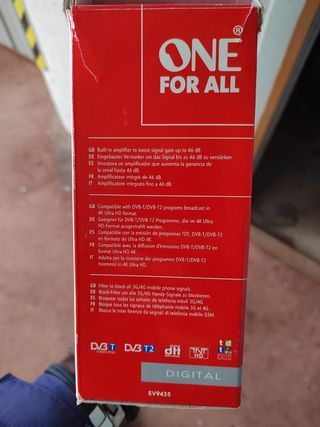 ONE®
FOR ALL
GB Built-in amplifier to boost signal gain up to 46 dB.
DE Eingebauter Verstärker um das Signal bis zu 46 dB zu verstärken.
ES Incorpora un amplificador que aumenta la ganancia
de la senal hasta 46 dB.
FR Amplificateur intégré de 46 dB.
IT Amplificatore integrato fino a 46 dB
GB Compatible with DVB-T/DVB-T2 programs broadcast in
4K Ultra HD format.
DE Geeignet für DVB-T/DVB-T2 Programme, die in 4K Ultra
HD-Format ausgestrahlt werden.
ES Compatible con la emisión de programas TDT, DVB-T/DVB-T2
en formato de Ultra HD 4K.
FR Compatible avec la diffusion d'émissions DVB-T/DVB-T2 en
format Ultra HD 4K.
IT Adatta per la ricezione dei programmi DVB-T/DVB-T2
trasmessi in 4K Ultra HD.
GB Filter to block all 3G/4G mobile phone signals.
DE Block-Filter um alle 3G/4G Handy-Signale zu blockieren.
ES Bloquear todas las señales de telefonia móvil 3G/4G
FR Bloque tous les signaux de téléphonie mobile 3G et 4G.
IT Blocca le inter ferenze da segnali di telefonia mobile GSM.
DVB T DVB T2 dtt TNT HD tdt
DIGITAL
SV9435